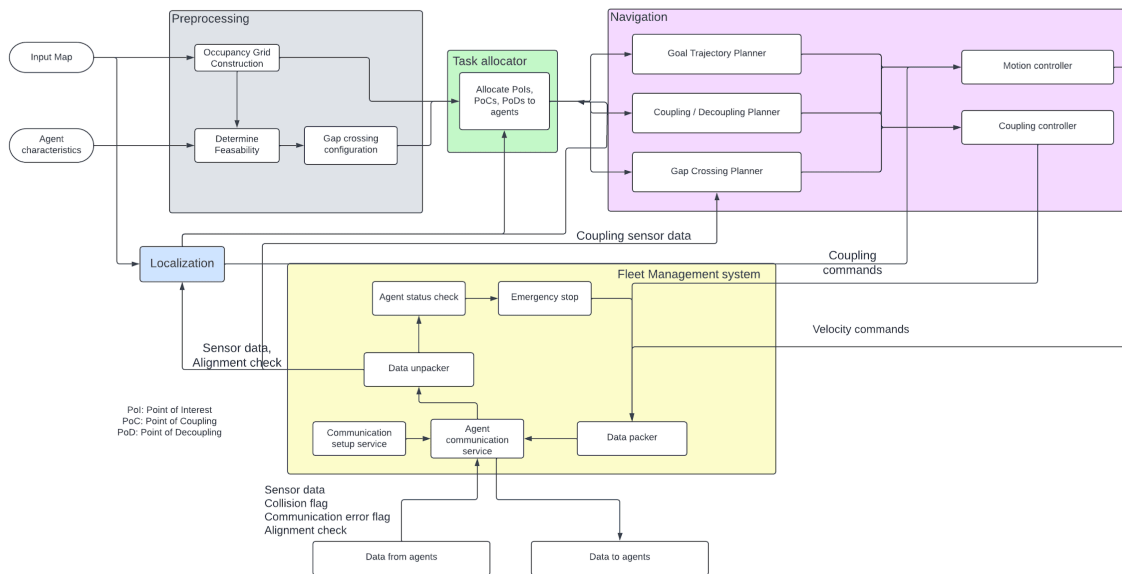 Preprocessing
Navigation
Input Map
Occupancy Grid
Construction
Goal Trajectory Planner
Motion controller
Task allocator
Allocate PoIs,
PoCs, PoDs to
agents
Coupling / Decoupling Planner
Coupling controller
Agent
characteristics
Determine
Feasability
Gap crossing
configuration
Gap Crossing Planner
Coupling sensor data
Localization
Coupling
commands
Fleet Management system
Agent status check
Emergency stop
Velocity commands
Sensor data,
Alignment check
Data unpacker
PoI: Point of Interest
PoC: Point of Coupling
PoD: Point of Decoupling
Communication
setup service
Agent
communication
service
Data packer
Sensor data
Collision flag
Communication error flag
Alignment check
Data from agents
Data to agents